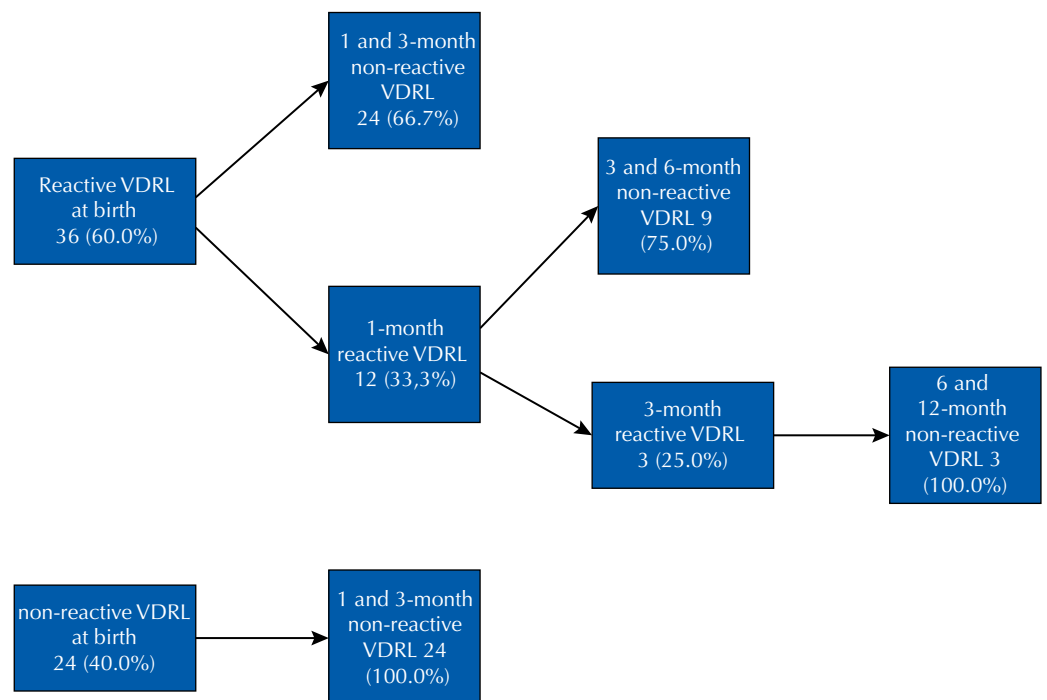 1 and 3-month
non-reactive
VDRL
24 (66.7%)
Reactive VDRL
at birth
36 (60.0%)
3 and 6-month
non-reactive
VDRL 9
(75.0%)
1-month
reactive VDRL
12 (33,3%)
3-month
reactive VDRL
3 (25.0%)
6 and
12-month
non-reactive
VDRL 3
(100.0%)
non-reactive VDRL
at birth
24 (40.0%)
1 and 3-month
non-reactive
VDRL 24
(100.0%)